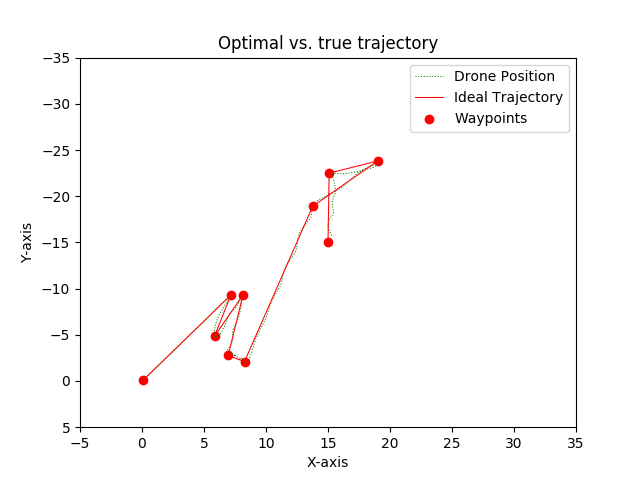 Optimal vs. true trajectory
Drone Position
Ideal Trajectory
Waypoints
Y-axis
−35
−30
−25
−20
−15
−10
−5
0
5
−5 0 5 10 15 20 25 30 35
X-axis